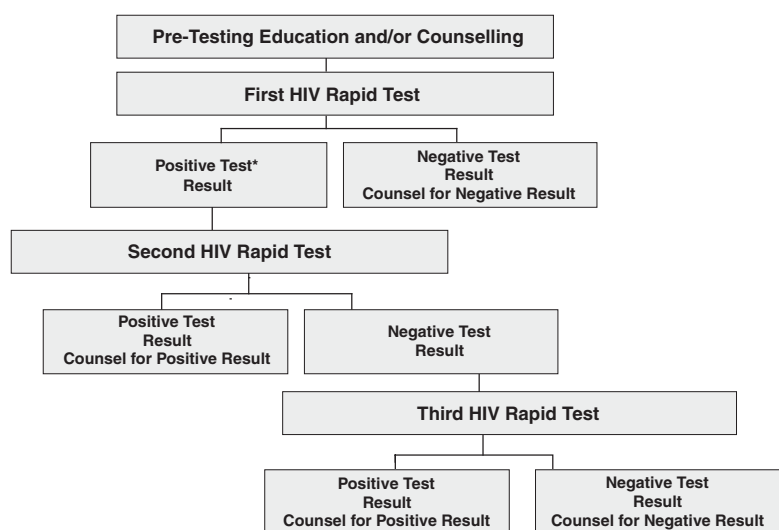 Pre-Testing Education and/or Counselling
First HIV Rapid Test
Positive Test*
Result
Negative Test
Result
Counsel for Negative Result
Second HIV Rapid Test
Positive Test
Result
Counsel for Positive Result
Negative Test
Result
Third HIV Rapid Test
Positive Test
Result
Counsel for Positive Result
Negative Test
Result
Counsel for Negative Result